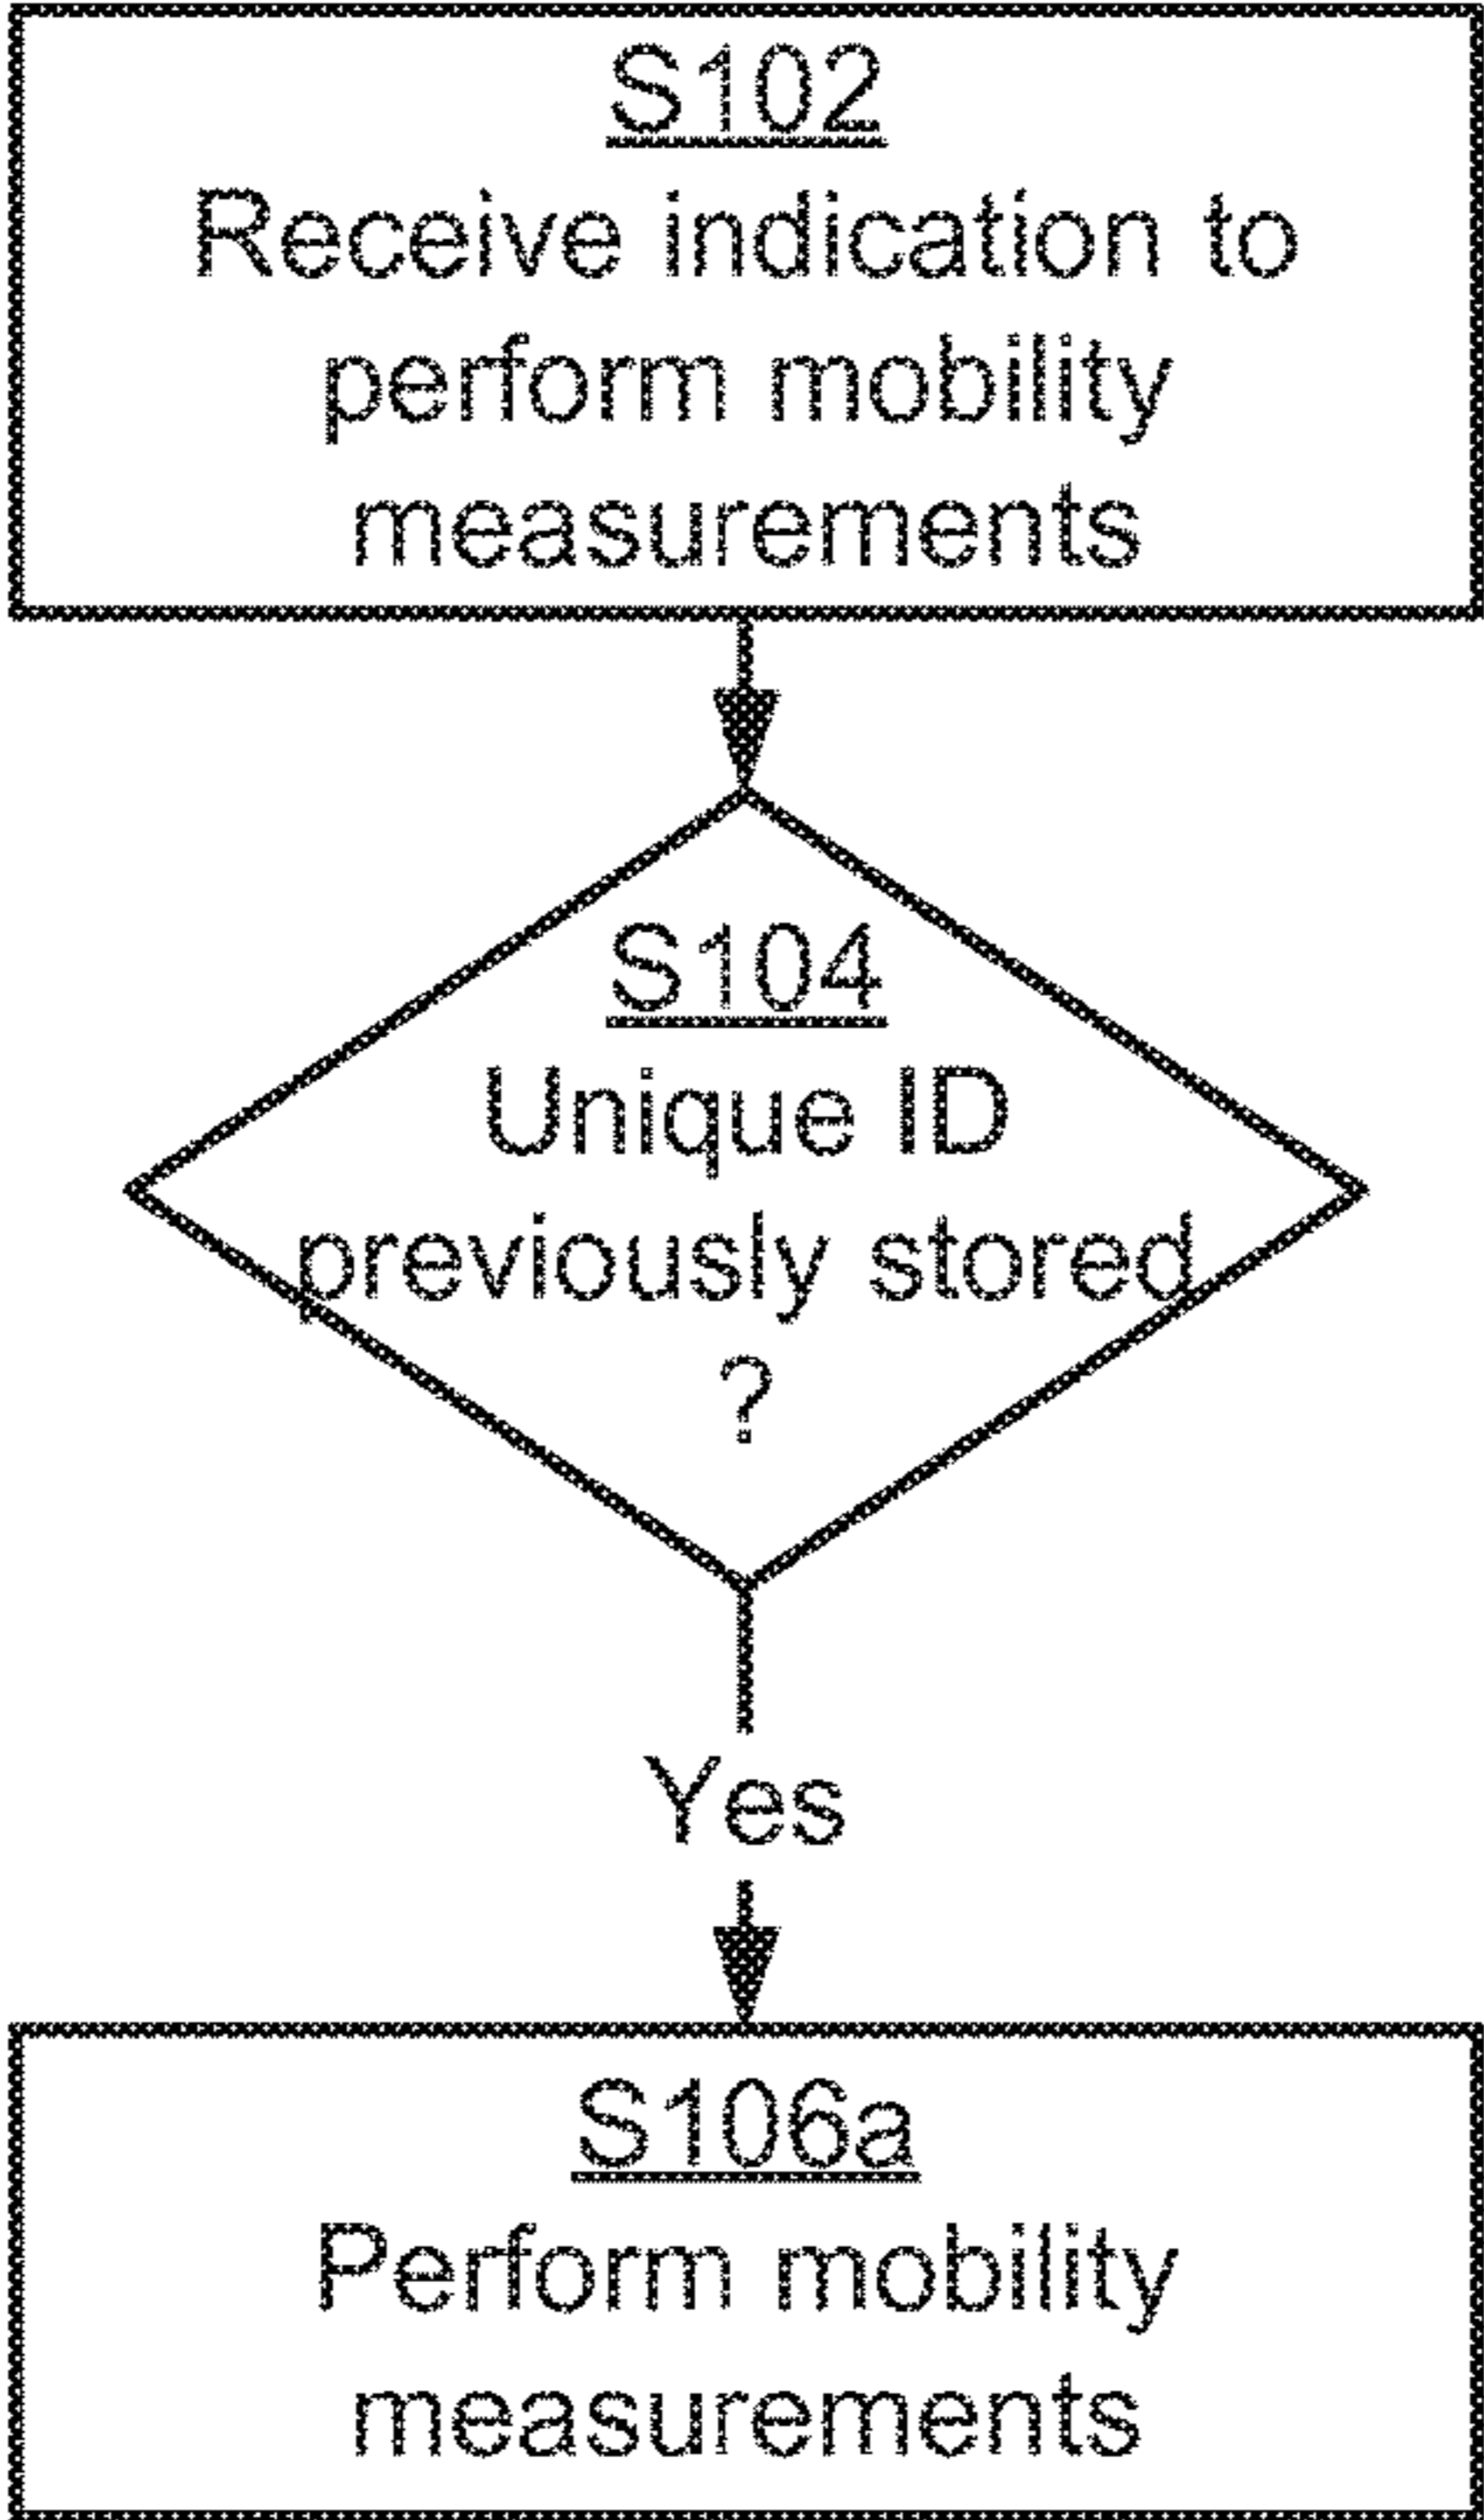 S102
Receive indication to
perform mobility
measurements
S104
Unique ID
previously stored
?
Yes
S106a
Perform mobility
measurements